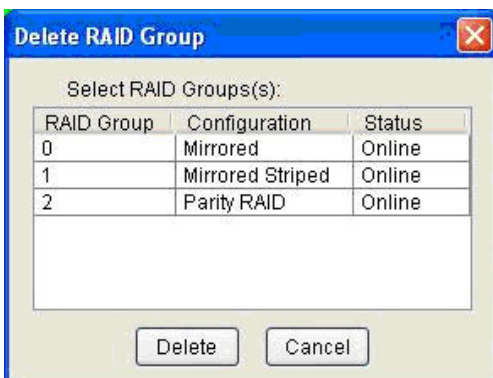 Delete RAID Group
Select RAID Groups(s):
RAID Group Configuration Status
0 Mirrored Online
1 Mirrored Striped Online
2 Parity RAID Online
Delete Cancel